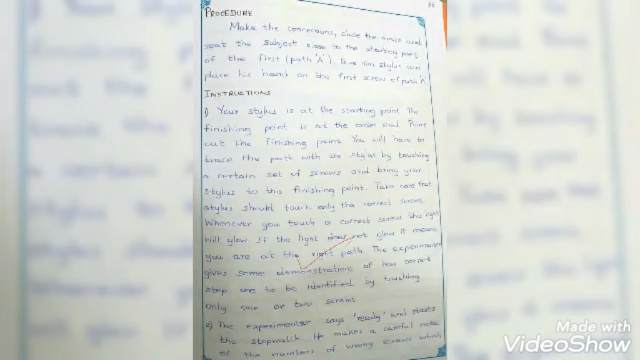 86
PROCEDURE
Make the connections, close the maze and
seat the subject close to the starting point
of the first (path 'A'). Give him stylus and
place his hand on the first screw of path 'A'
INSTRUCTIONS
1) Your stylus is at the starting point The
finishing point is at the other end. Point
out the finishing point. You will have to
trace the path with the stylus by touching
a certain set of screws and bring your
stylus to this finishing point. Take care that
stylus should touch only the correct screws.
Whenever you touch a correct screw the light
will glow. If the light does not glow it means
you are at the right path. The experimenter
gives some demonstrations of how correct
step are to be identified by touching
only one or two screws
2) The experimenter says 'ready' and starts
the stopwatch. He makes a careful note
of the numbers of wrong screws which
Made with
VideoShow